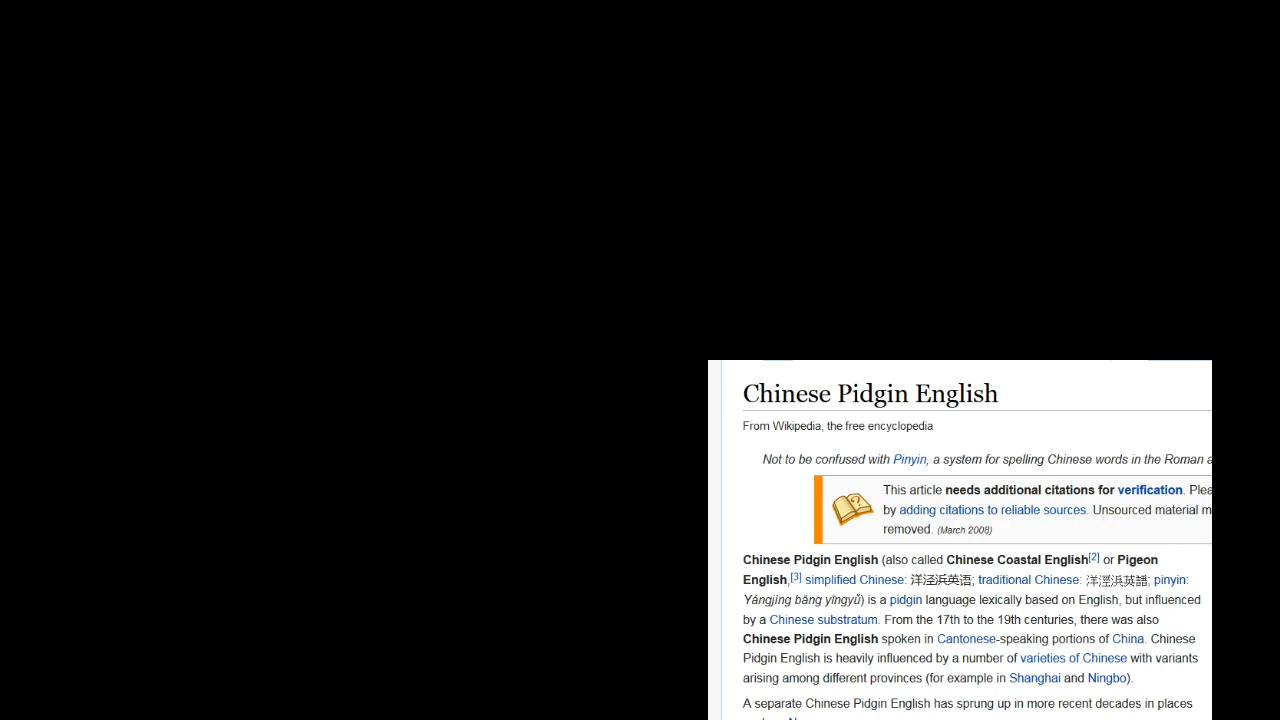 Chinese Pidgin English
From Wikipedia, the free encyclopedia
Not to be confused with Pinyin, a system for spelling Chinese words in the Roman
This article needs additional citations for verification.
by adding citations to reliable sources. Unsourced material
removed. (March 2008)
Chinese Pidgin English (also called Chinese Coastal English[2] or Pigeon
English,[3] simplified Chinese: 洋泾浜英语; traditional Chinese: 洋涇浜英語; pinyin:
Yángjìng bāng yīngyǔ) is a pidgin language lexically based on English, but influenced
by a Chinese substratum. From the 17th to the 19th centuries, there was also
Chinese Pidgin English spoken in Cantonese-speaking portions of China. Chinese
Pidgin English is heavily influenced by a number of varieties of Chinese with variants
arising among different provinces (for example in Shanghai and Ningbo).
A separate Chinese Pidgin English has sprung up in more recent decades in places